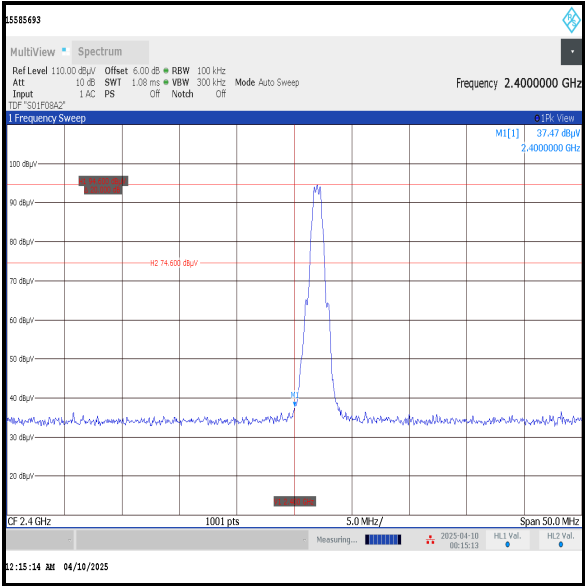 15585693
MultiView Spectrum
Ref Level 110.00 dBµV Offset 6.00 dB RBW 100 kHz
Att 10 dB SWT 1.08 ms VBW 300 kHz Mode Auto Sweep Frequency 2.4000000 GHz
Input 1 AC PS Off Notch Off
TDF "S01F08A2"
1 Frequency Sweep 1Pk View
M1[1] 37.47 dBµV
2.4000000 GHz
100 dBµV
90 dBµV
80 dBµV
H2 74.600 dBµV
70 dBµV
60 dBµV
50 dBµV
M1
40 dBµV
30 dBµV
20 dBµV
CF 2.4 GHz 1001 pts 5.0 MHz/ Span 50.0 MHz
Measuring... 2025-04-10 HL1 Val. HL2 Val.
00:15:13
12:15:14 AM 04/10/2025